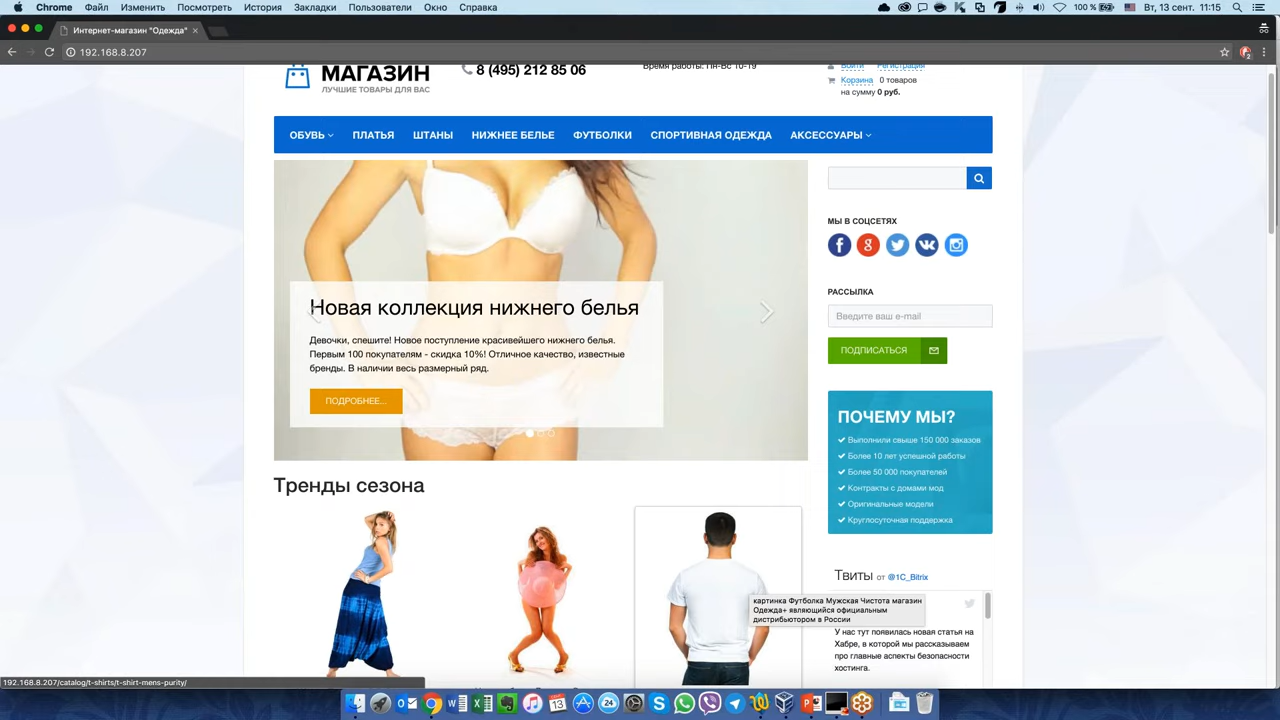 Chrome Файл Изменить Посмотреть История Закладки Пользователи Окно Справка
100 % Вт, 13 сент. 11:15
Интернет-магазин "Одежда"
192.168.8.207
МАГАЗИН
ЛУЧШИЕ ТОВАРЫ ДЛЯ ВАС
8 (495) 212 85 06
Время работы: Пн-Вс 10-19
Войти Регистрация
Корзина 0 товаров
на сумму 0 руб.
ОБУВЬ ПЛАТЬЯ ШТАНЫ НИЖНЕЕ БЕЛЬЕ ФУТБОЛКИ СПОРТИВНАЯ ОДЕЖДА АКСЕССУАРЫ
Новая коллекция нижнего белья
Девочки, спешите! Новое поступление красивейшего нижнего белья.
Первым 100 покупателям - скидка 10%! Отличное качество, известные
бренды. В наличии весь размерный ряд.
ПОДРОБНЕЕ...
МЫ В СОЦСЕТЯХ
РАССЫЛКА
Введите ваш e-mail
ПОДПИСАТЬСЯ
ПОЧЕМУ МЫ?
Выполнили свыше 150 000 заказов
Более 10 лет успешной работы
Более 50 000 покупателей
Контракты с домами мод
Оригинальные модели
Круглосуточная поддержка
Тренды сезона
Твиты от @1C_Bitrix
картинка Футболка Мужская Чистота магазин
Одежда+ являющийся официальным
дистрибьютором в России
У нас тут появилась новая статья на
Хабре, в которой мы рассказываем
про главные аспекты безопасности
хостинга.
192.168.8.207/catalog/t-shirts/t-shirt-mens-purity/